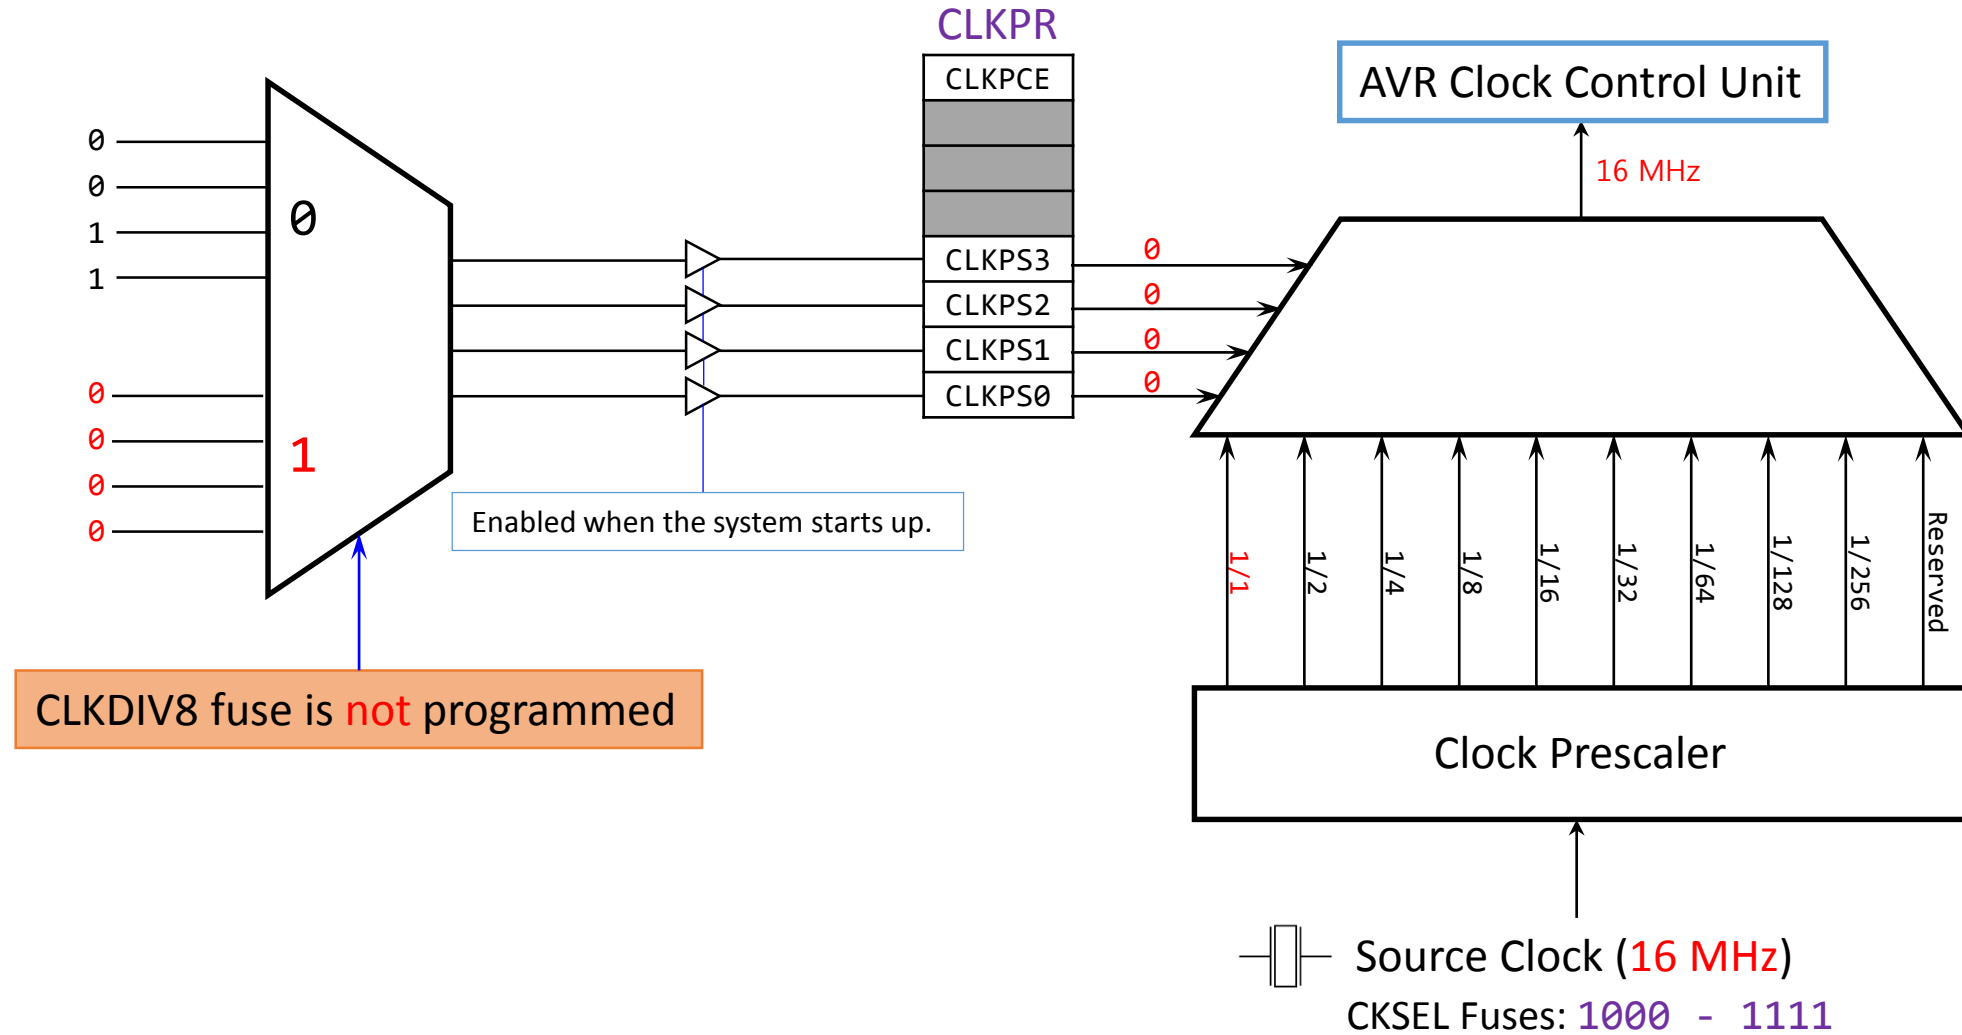 CLKPR
CLKPCE
CLKPS3
CLKPS2
CLKPS1
CLKPS0
0
0
1
1
0
0
0
0
0
1
Enabled when the system starts up.
CLKDIV8 fuse is not programmed
0
0
0
0
AVR Clock Control Unit
16 MHz
1/1
1/2
1/4
1/8
1/16
1/32
1/64
1/128
1/256
Reserved
Clock Prescaler
Source Clock (16 MHz)
CKSEL Fuses: 1000 - 1111